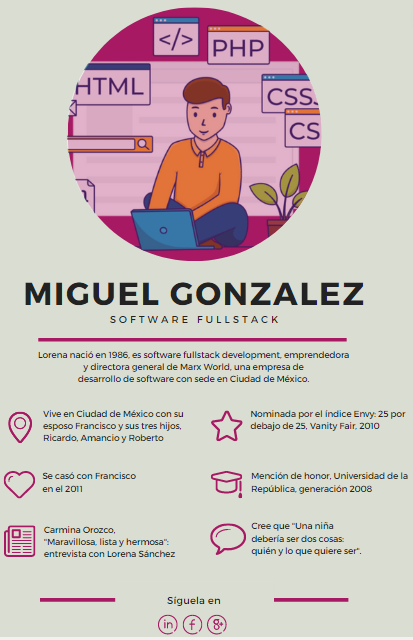 </>
PHP
HTML
CSSS
CS
</>
MIGUEL GONZALEZ
SOFTWARE FULLSTACK
Lorena nació en 1986, es software fullstack development, emprendedora
y directora general de Marx World, una empresa de
desarrollo de software con sede en Ciudad de México.
Vive en Ciudad de México con su
esposo Francisco y sus tres hijos,
Ricardo, Amancio y Roberto
Nominada por el índice Envy: 25 por
debajo de 25, Vanity Fair, 2010
Se casó con Francisco
en el 2011
Mención de honor, Universidad de la
República, generación 2008
Carmina Orozco,
"Maravillosa, lista y hermosa":
entrevista con Lorena Sánchez
Cree que "Una niña
debería ser dos cosas:
quién y lo que quiere ser".
Síguela en
in f g+